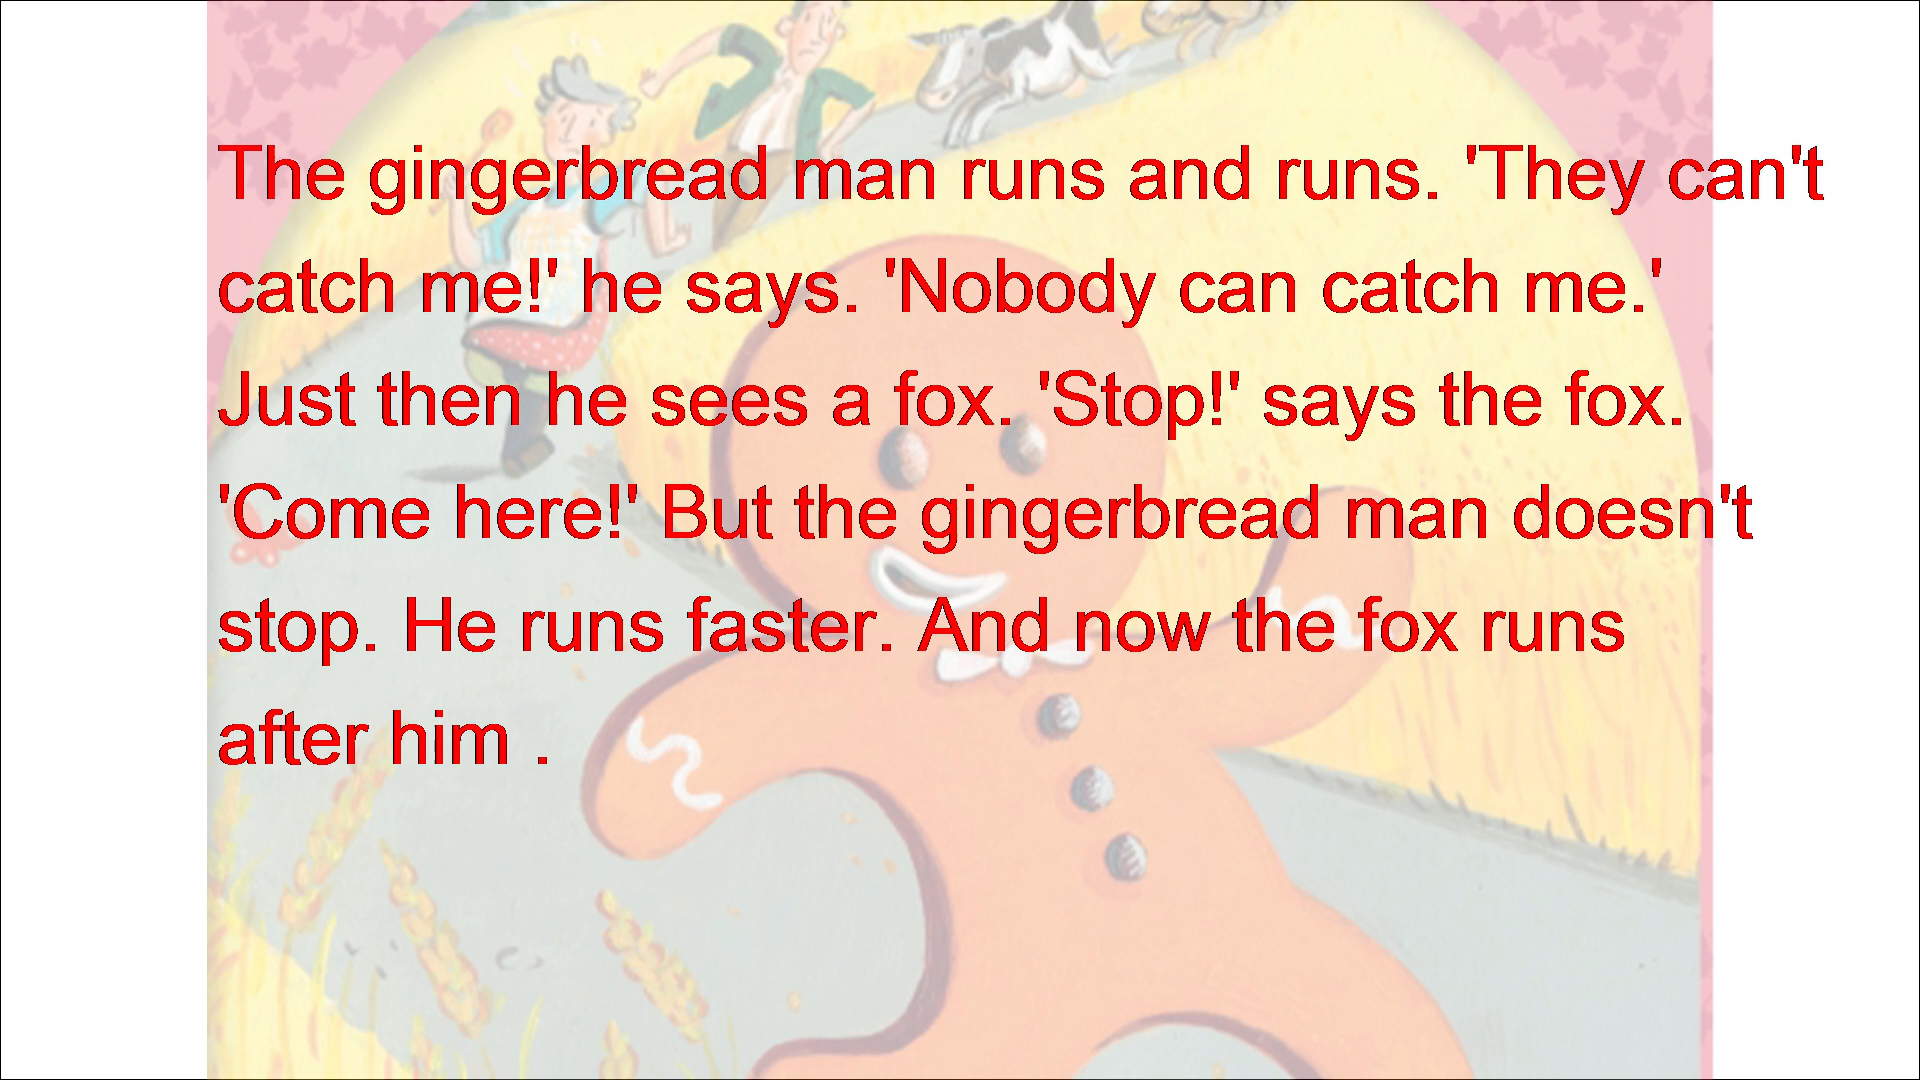 The gingerbread man runs and runs. 'They can't
catch me!' he says. 'Nobody can catch me.'
Just then he sees a fox. 'Stop!' says the fox.
'Come here!' But the gingerbread man doesn't
stop. He runs faster. And now the fox runs
after him .